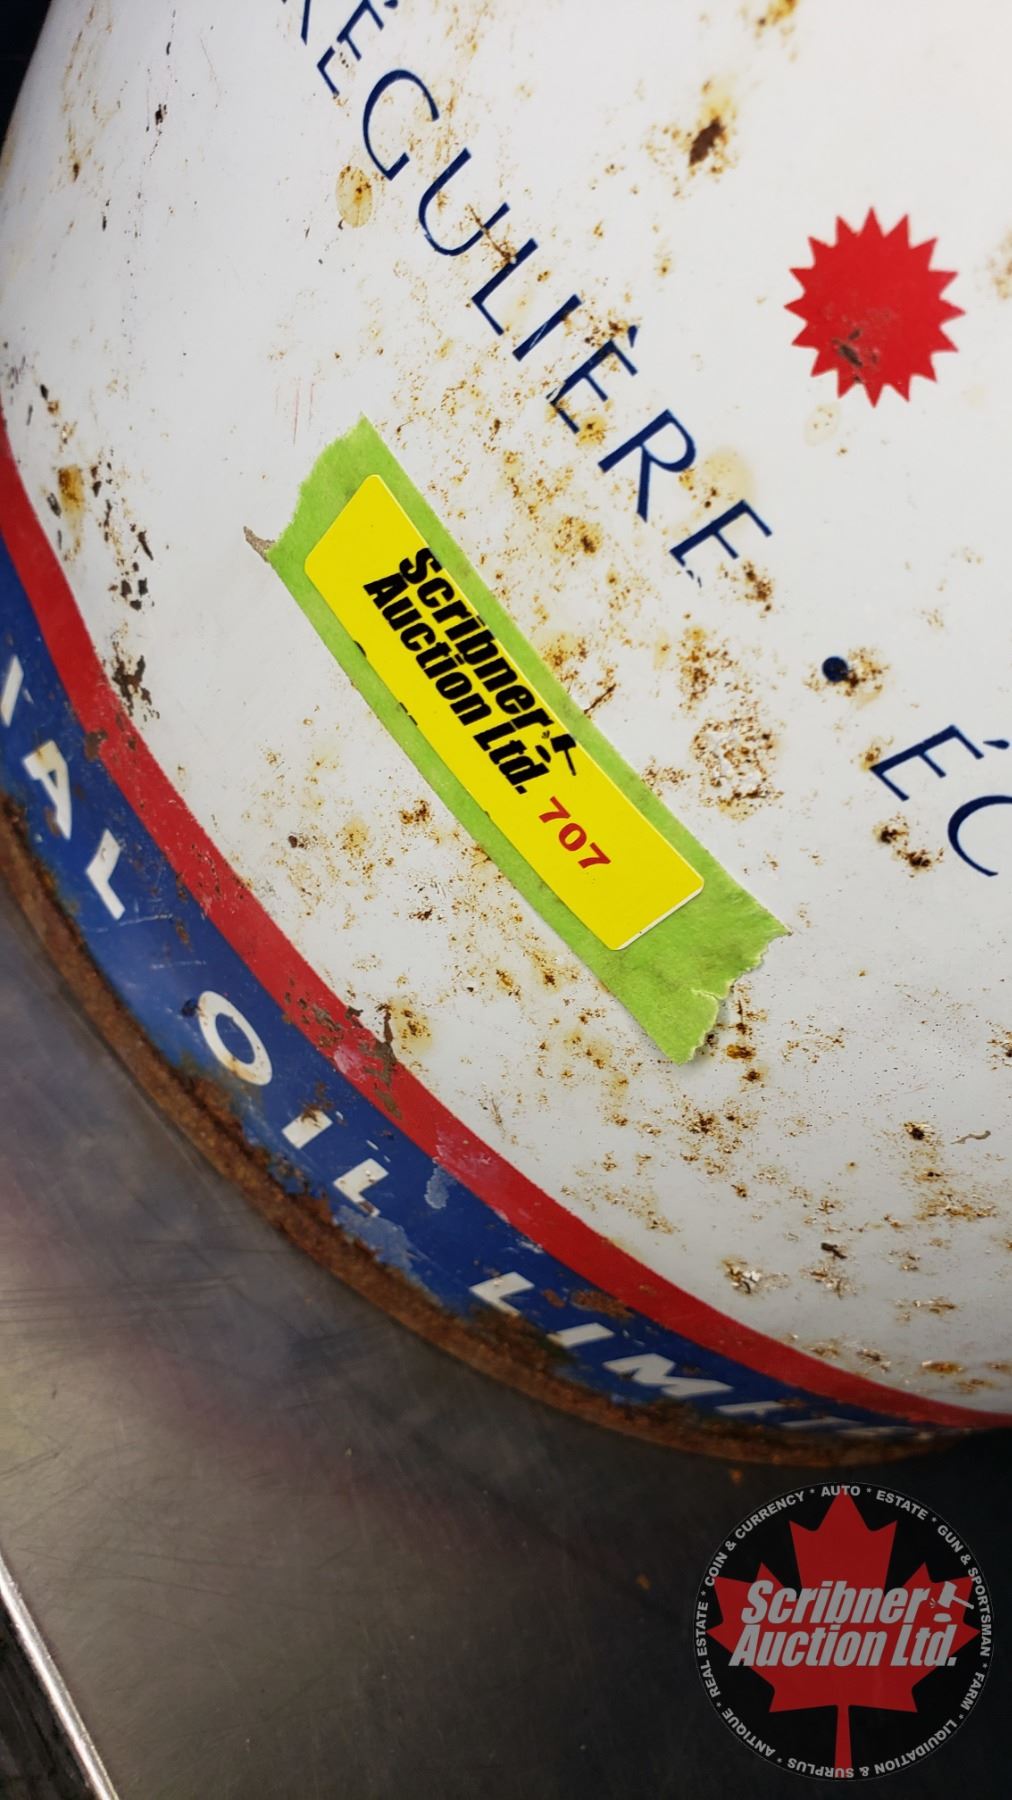 RÉGULIÈRE • ÉC
Scribner
Auction Ltd. 707
IAL OIL LIMITE
COIN & CURRENCY * AUTO * ESTATE * GUN & SPORTSMAN * FARM * LIQUIDATION & SURPLUS * ANTIQUE * REAL ESTATE *
Scribner
Auction Ltd.